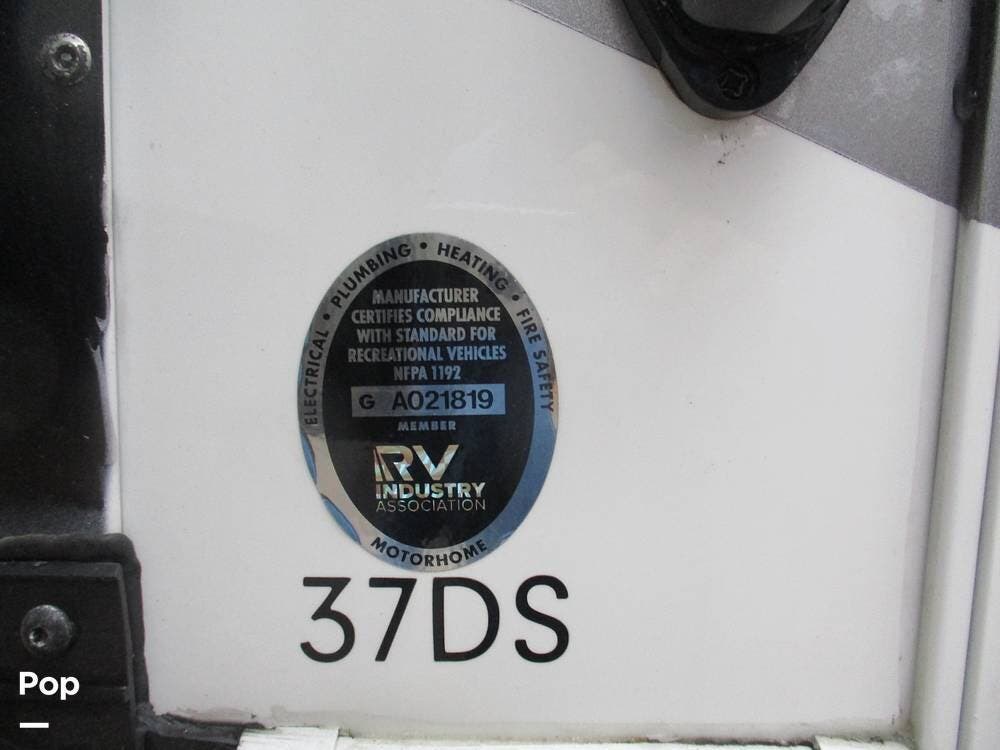 ELECTRICAL • PLUMBING • HEATING • FIRE SAFETY
MANUFACTURER
CERTIFIES COMPLIANCE
WITH STANDARD FOR
RECREATIONAL VEHICLES
NFPA 1192
G A021819
MEMBER
RV
INDUSTRY
ASSOCIATION
MOTORHOME
37DS
Pop